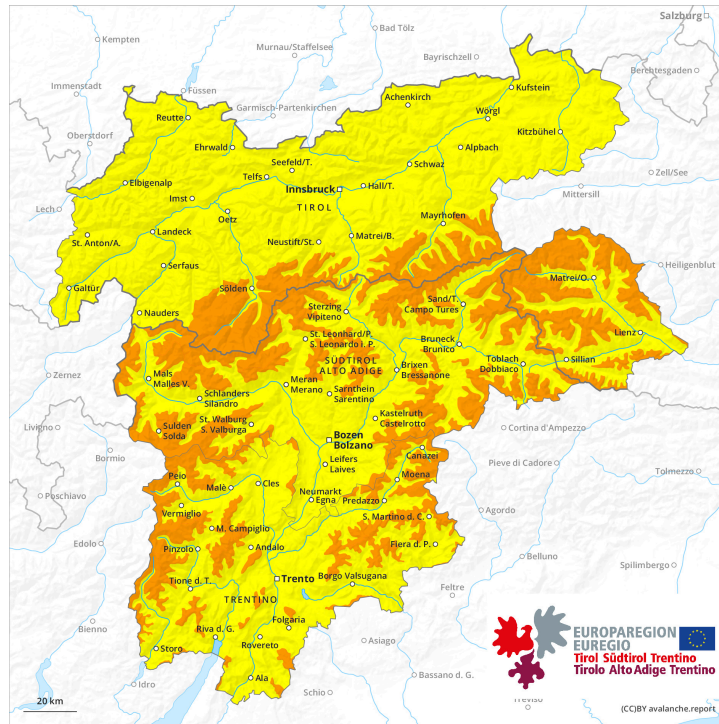 Salzburg
Kempten
Bad Tölz
Murnau/Staffelsee
Bayrischzell
Berchtesgaden
Immenstadt
Füssen
Kufstein
Garmisch-Partenkirchen
Achenkirch
Reutte
Wörgl
Oberstdorf
Kitzbühel
Ehrwald
Alpbach
Seefeld/T.
Schwaz
Zell/See
Telfs
Elbigenalp
Innsbruck
Hall/T.
Mittersill
Imst
TIROL
Lech
Oetz
Mayrhofen
Landeck
Matrei/B.
St. Anton/A.
Neustift/St.
Serfaus
Heiligenblut
Matrei/O.
Galtür
Sölden
Sand/T.
Campo Tures
Nauders
Sterzing
Vipiteno
Lienz
St. Leonhard/P.
S. Leonardo i. P.
Bruneck
Brunico
Toblach
Dobbiaco
Sillian
SÜDTIROL
ALTO ADIGE
Brixen
Bressanone
Zernez
Mals
Malles V.
Meran
Merano
Sarnthein
Sarentino
Schlanders
Silandro
Livigno
St. Walburg
S. Valburga
Kastelruth
Castelrotto
Sulden
Solda
Cortina d'Ampezzo
Bozen
Bolzano
Bormio
Canazei
Leifers
Laives
Pieve di Cadore
Tolmezzo
Moena
Peio
Malè
Cles
Poschiavo
Neumarkt
Egna
Predazzo
Vermiglio
Agordo
S. Martino d. C.
M. Campiglio
Edolo
Pinzolo
Andalo
Fiera d. P.
Belluno
Spilimbergo
Tione d. T.
Trento
Borgo Valsugana
Feltre
TRENTINO
Bienno
Folgaria
Riva d. G.
Rovereto
Asiago
Storo
EUROPAREGION
EUREGIO
Tirol Südtirol Trentino
Tirolo Alto Adige Trentino
Ala
Idro
Bassano d. G.
Schio
Treviso
20 km
(CC)BY avalanche.report